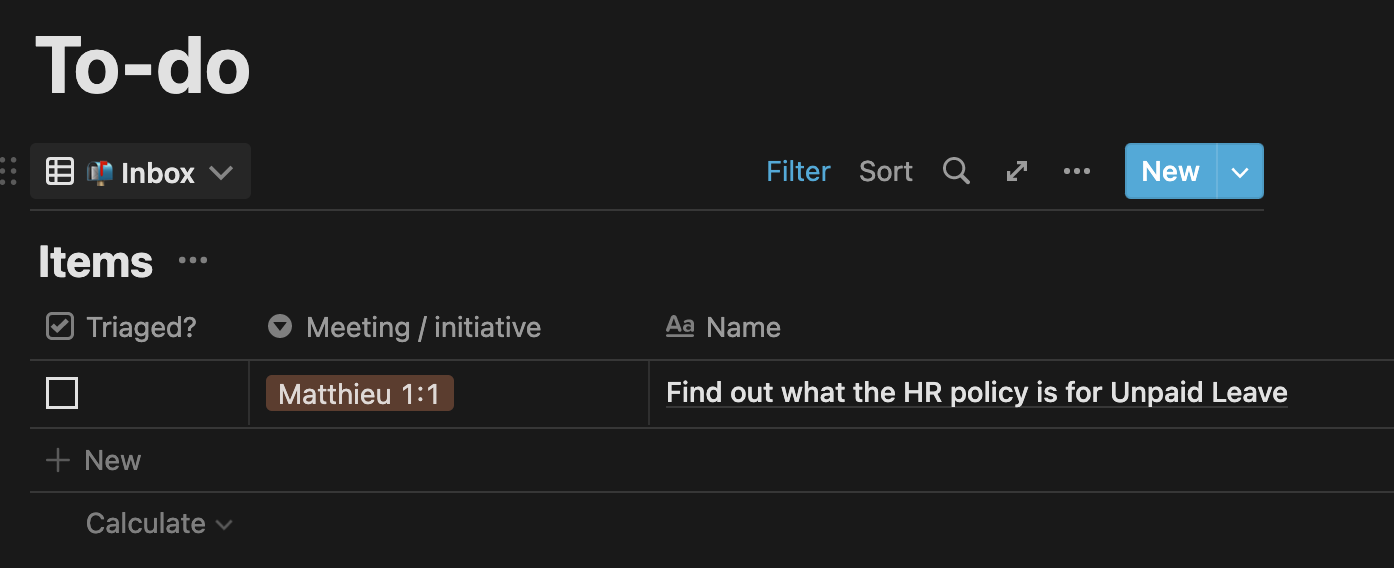 To-do
📬 Inbox
Filter Sort New
Items
Triaged? Meeting / initiative Aa Name
Matthieu 1:1 Find out what the HR policy is for Unpaid Leave
New
Calculate